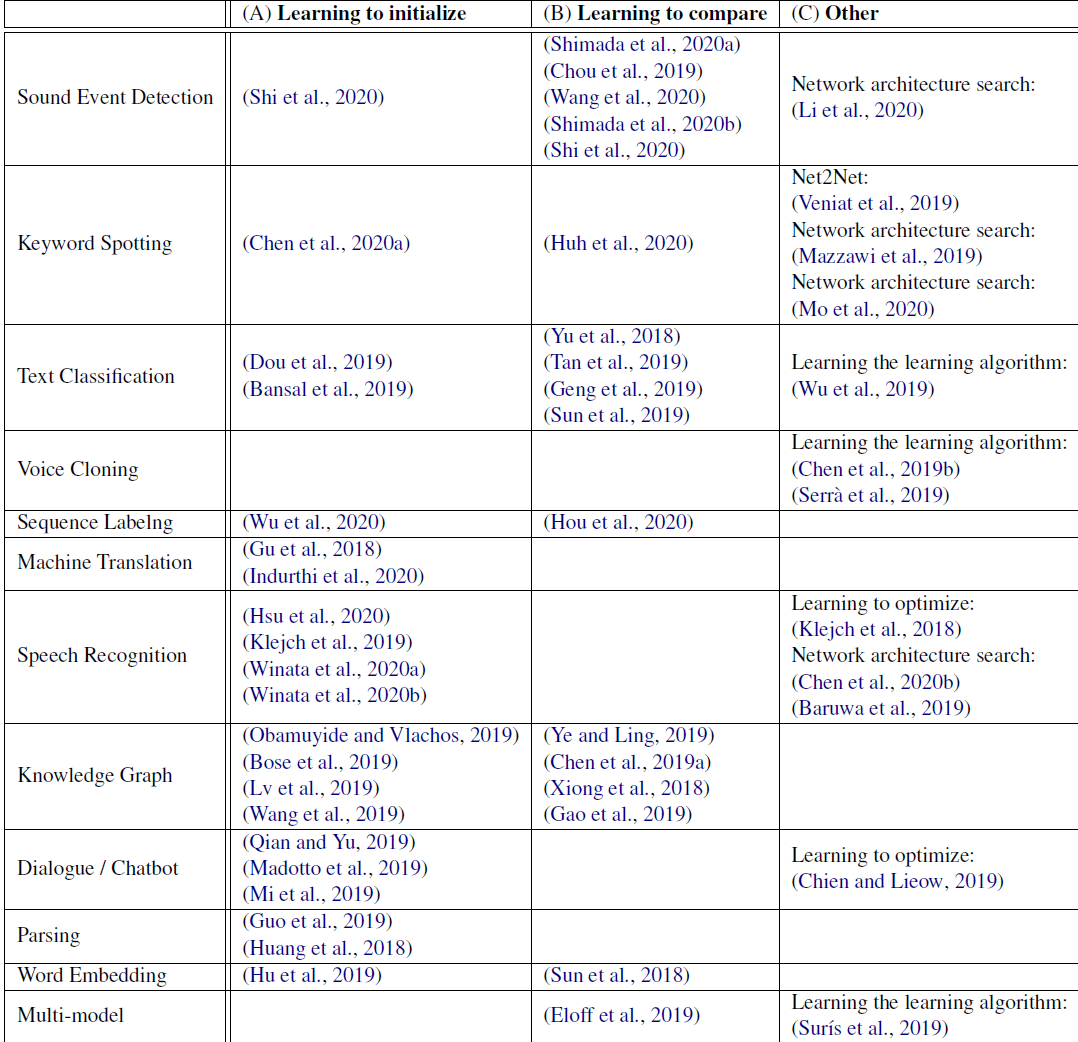 (A) Learning to initialize (B) Learning to compare (C) Other
Sound Event Detection
(Shi et al., 2020)
(Shimada et al., 2020a)
(Chou et al., 2019)
(Wang et al., 2020)
(Shimada et al., 2020b)
(Shi et al., 2020)
Network architecture search:
(Li et al., 2020)
Keyword Spotting
(Chen et al., 2020a)
(Huh et al., 2020)
Net2Net:
(Veniat et al., 2019)
Network architecture search:
(Mazzawi et al., 2019)
Network architecture search:
(Mo et al., 2020)
Text Classification
(Dou et al., 2019)
(Bansal et al., 2019)
(Yu et al., 2018)
(Tan et al., 2019)
(Geng et al., 2019)
(Sun et al., 2019)
Learning the learning algorithm:
(Wu et al., 2019)
Voice Cloning
Learning the learning algorithm:
(Chen et al., 2019b)
(Serrà et al., 2019)
Sequence Labelng
(Wu et al., 2020)
(Hou et al., 2020)
Machine Translation
(Gu et al., 2018)
(Indurthi et al., 2020)
Speech Recognition
(Hsu et al., 2020)
(Klejch et al., 2019)
(Winata et al., 2020a)
(Winata et al., 2020b)
Learning to optimize:
(Klejch et al., 2018)
Network architecture search:
(Chen et al., 2020b)
(Baruwa et al., 2019)
Knowledge Graph
(Obamuyide and Vlachos, 2019)
(Bose et al., 2019)
(Lv et al., 2019)
(Wang et al., 2019)
(Ye and Ling, 2019)
(Chen et al., 2019a)
(Xiong et al., 2018)
(Gao et al., 2019)
Dialogue / Chatbot
(Qian and Yu, 2019)
(Madotto et al., 2019)
(Mi et al., 2019)
Learning to optimize:
(Chien and Lieow, 2019)
Parsing
(Guo et al., 2019)
(Huang et al., 2018)
Word Embedding
(Hu et al., 2019)
(Sun et al., 2018)
Multi-model
(Eloff et al., 2019)
Learning the learning algorithm:
(Surís et al., 2019)